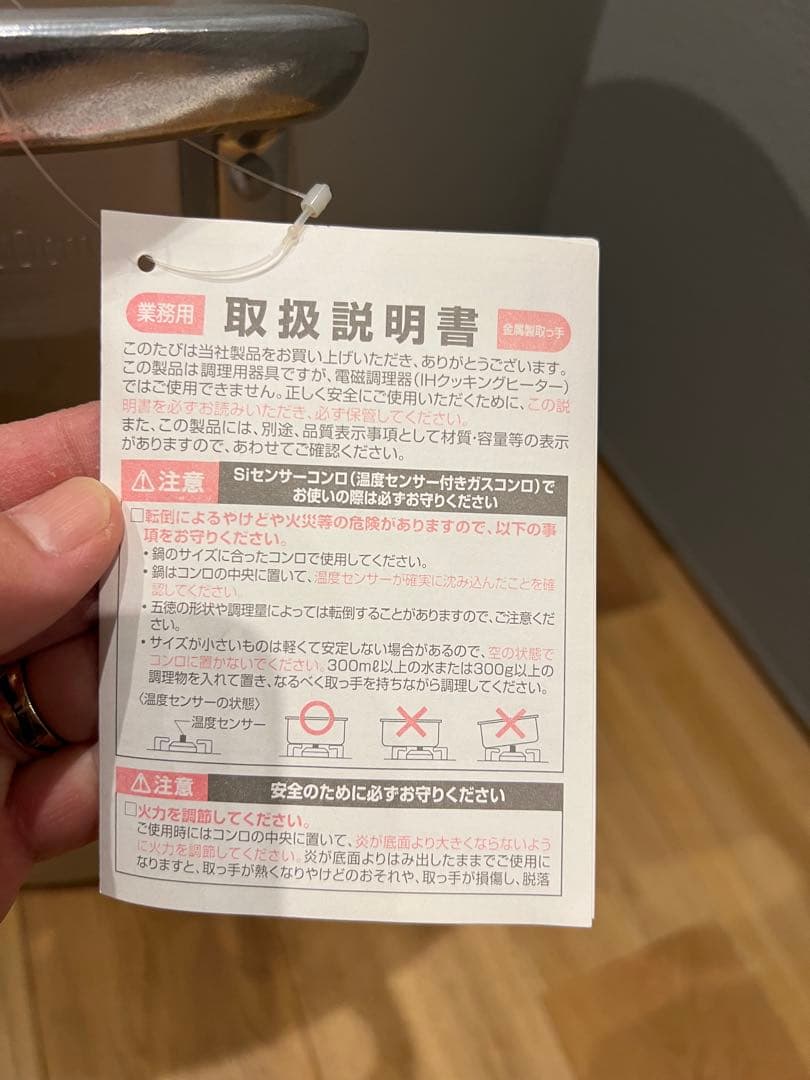 業務用 取扱説明書 金属製取っ手
このたびは当社製品をお買い上げいただき、ありがとうございます。
この製品は調理用器具ですが、電磁調理器(IHクッキングヒーター)
ではご使用できません。正しく安全にご使用いただくために、この説
明書を必ずお読みいただき、必ず保管してください。
また、この製品には、別途、品質表示事項として材質・容量等の表示
がありますので、あわせてご確認ください。
⚠注意 Siセンサーコンロ(温度センサー付きガスコンロ)で
お使いの際は必ずお守りください
□転倒によるやけどや火災等の危険がありますので、以下の事
項をお守りください。
・鍋のサイズに合ったコンロで使用してください。
・鍋はコンロの中央に置いて、温度センサーが確実に沈み込んだことを確
認してください。
・五徳の形状や調理量によっては転倒することがありますので、ご注意くだ
さい。
・サイズが小さいものは軽くて安定しない場合があるので、空の状態で
コンロに置かないでください。300mℓ以上の水または300g以上の
調理物を入れて置き、なるべく取っ手を持ちながら調理してください。
〈温度センサーの状態〉
温度センサー
⚠注意 安全のために必ずお守りください
□火力を調節してください。
ご使用時にはコンロの中央に置いて、炎が底面より大きくならないよう
に火力を調節してください。炎が底面よりはみ出したままでご使用に
なりますと、取っ手が熱くなりやけどのおそれや、取っ手が損傷し、脱落